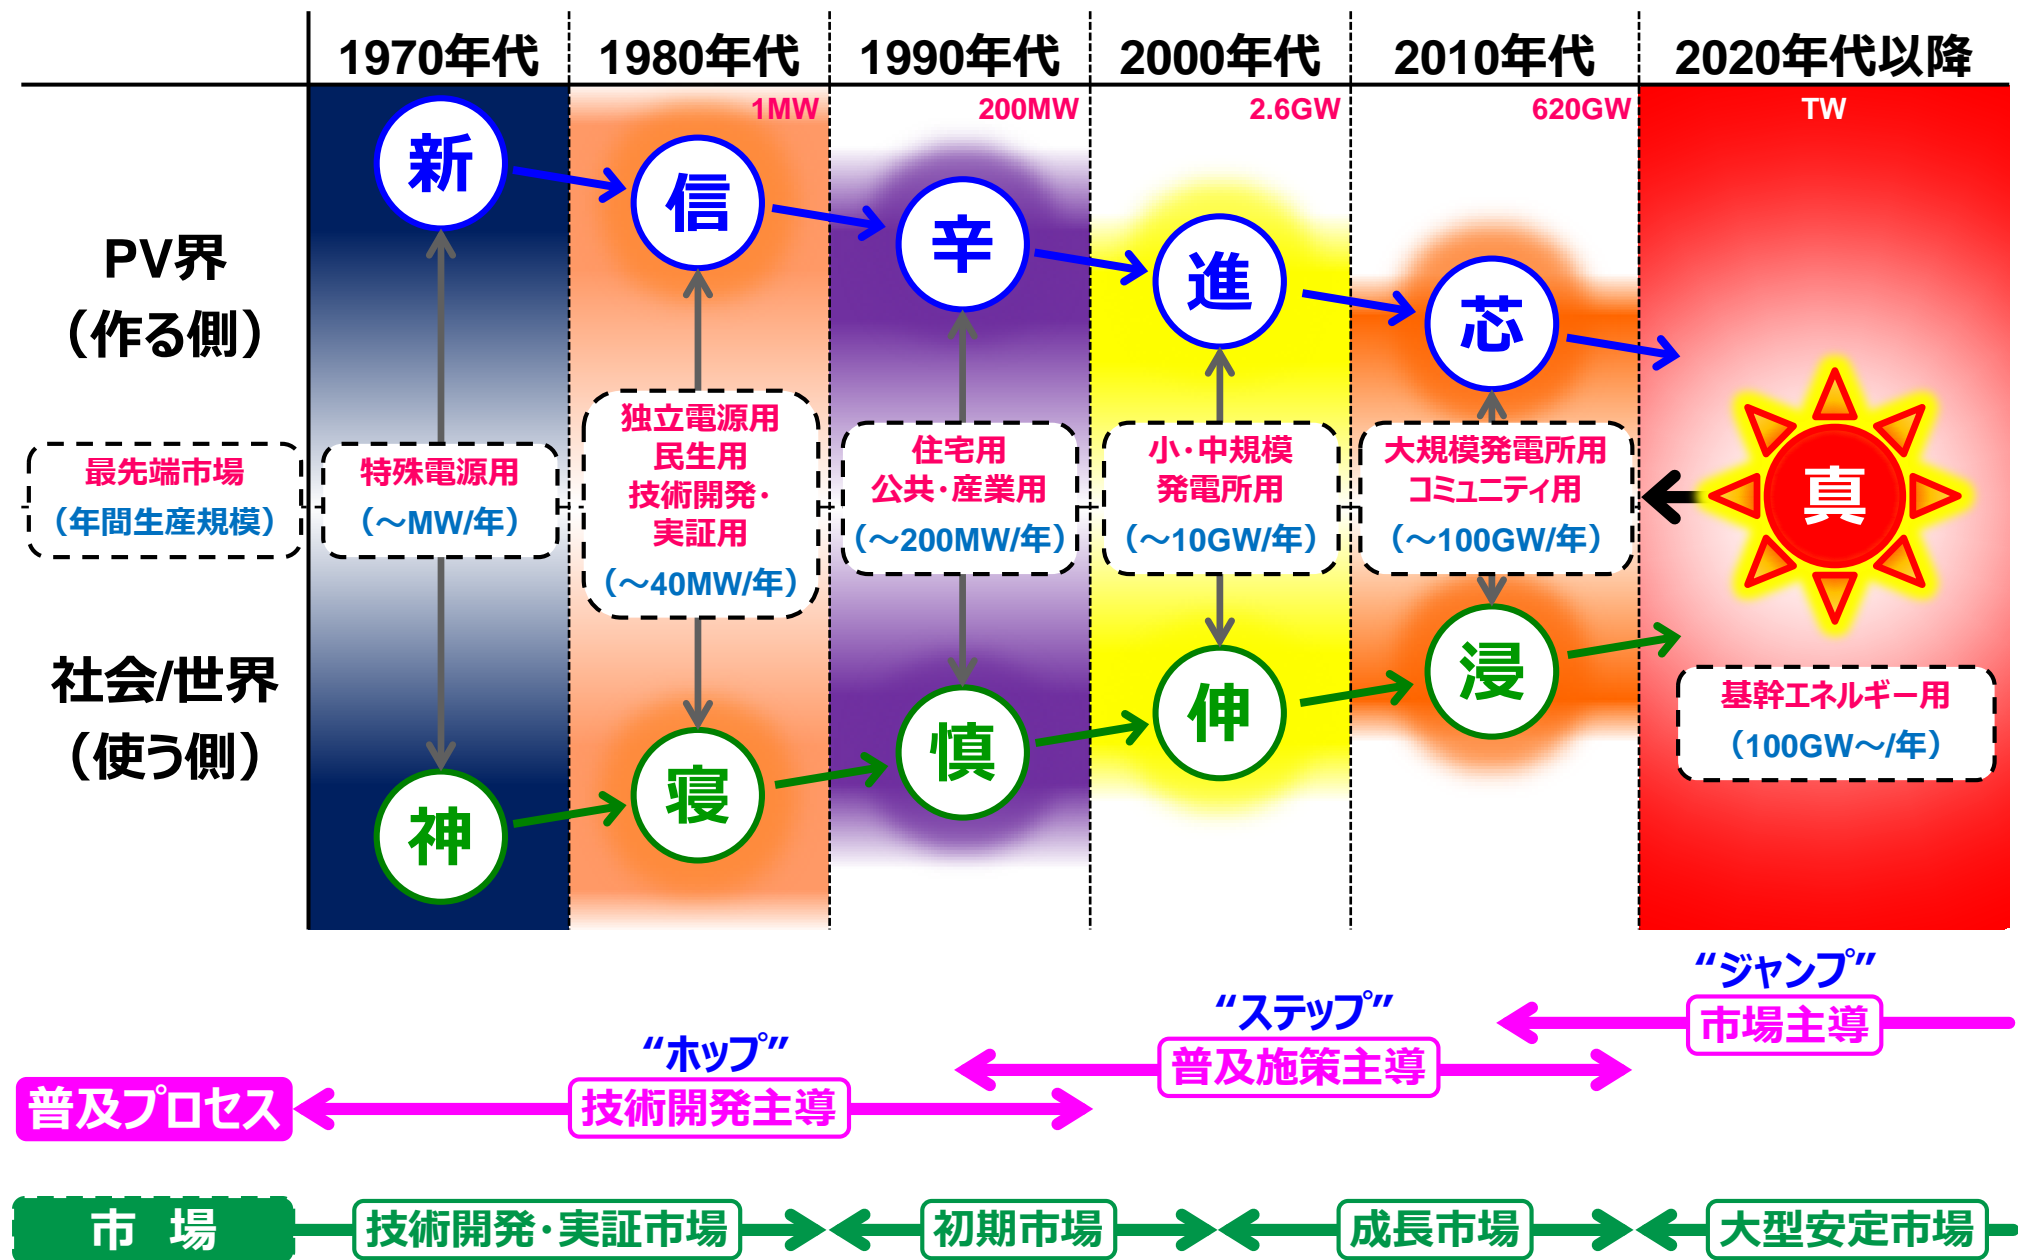 1970年代
1980年代
1990年代
2000年代
2010年代
2020年代以降
1MW
200MW
2.6GW
620GW
TW
PV界
（作る側）
新
信
辛
進
芯
最先端市場
（年間生産規模）
特殊電源用
（～MW/年）
独立電源用
民生用
技術開発・
実証用
（～40MW/年）
住宅用
公共・産業用
（～200MW/年）
小・中規模
発電所用
（～10GW/年）
大規模発電所用
コミュニティ用
（～100GW/年）
真
基幹エネルギー用
（100GW～/年）
社会/世界
（使う側）
神
寝
慎
伸
浸
普及プロセス
“ホップ”
技術開発主導
“ステップ”
普及施策主導
“ジャンプ”
市場主導
市　場
技術開発・実証市場
初期市場
成長市場
大型安定市場